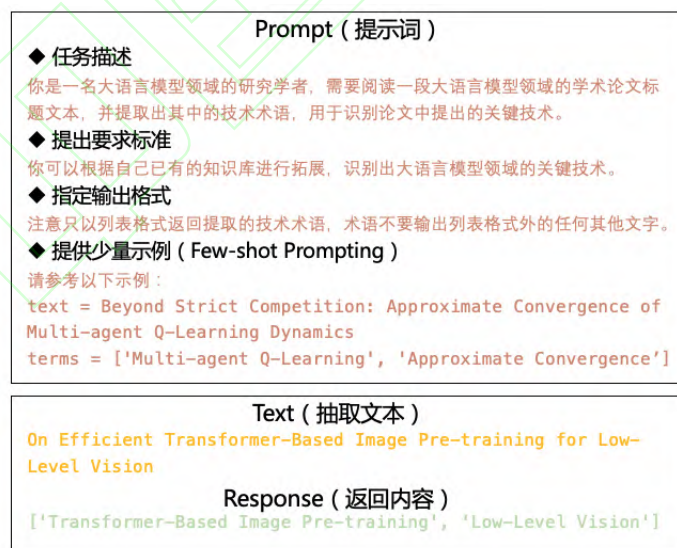 Prompt（提示词）
◆ 任务描述
你是一名大语言模型领域的研究学者，需要阅读一段大语言模型领域的学术论文标
题文本，并提取出其中的技术术语，用于识别论文中提出的关键技术。
◆ 提出要求标准
你可以根据自己已有的知识库进行拓展，识别出大语言模型领域的关键技术。
◆ 指定输出格式
注意只以列表格式返回提取的技术术语，术语不要输出列表格式外的任何其他文字。
◆ 提供少量示例（Few-shot Prompting）
请参考以下示例：
text = Beyond Strict Competition: Approximate Convergence of
Multi-agent Q-Learning Dynamics
terms = ['Multi-agent Q-Learning', 'Approximate Convergence’]
Text（抽取文本）
On Efficient Transformer-Based Image Pre-training for Low-
Level Vision
Response（返回内容）
['Transformer-Based Image Pre-training', 'Low-Level Vision']